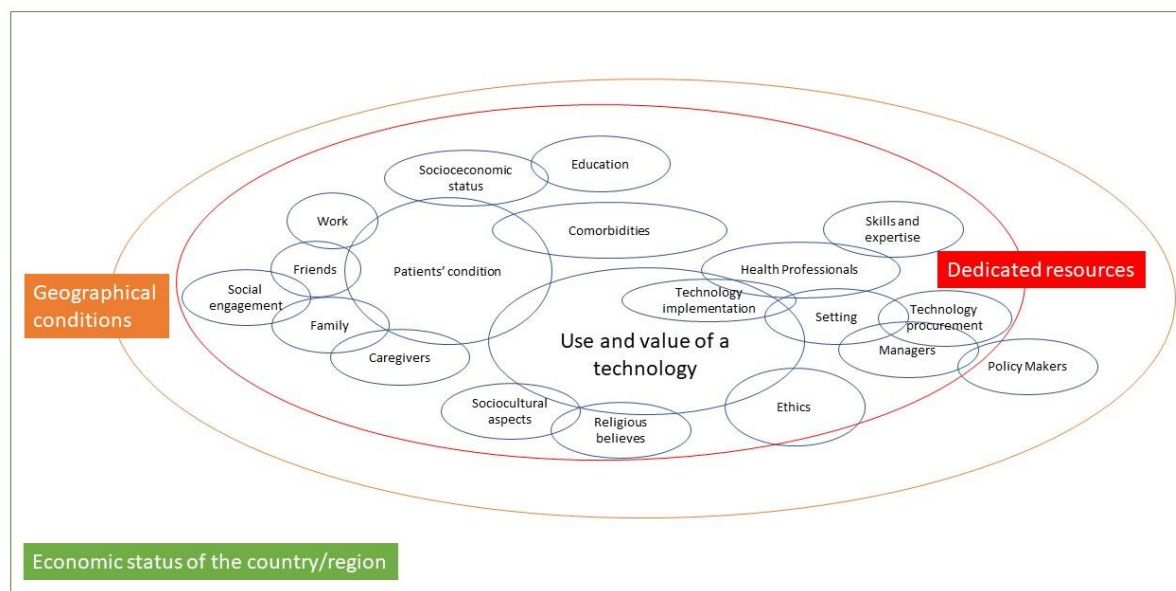 Education
Socioeconomic
status
Work
Comorbidities
Skills and
expertise
Friends
Patients' condition
Health Professionals
Dedicated resources
Geographical
conditions
Social
engagement
Technology
implementation
Setting
Technology
procurement
Family
Use and value of a
technology
Caregivers
Managers
Policy Makers
Sociocultural
aspects
Religious
believes
Ethics
Economic status of the country/region